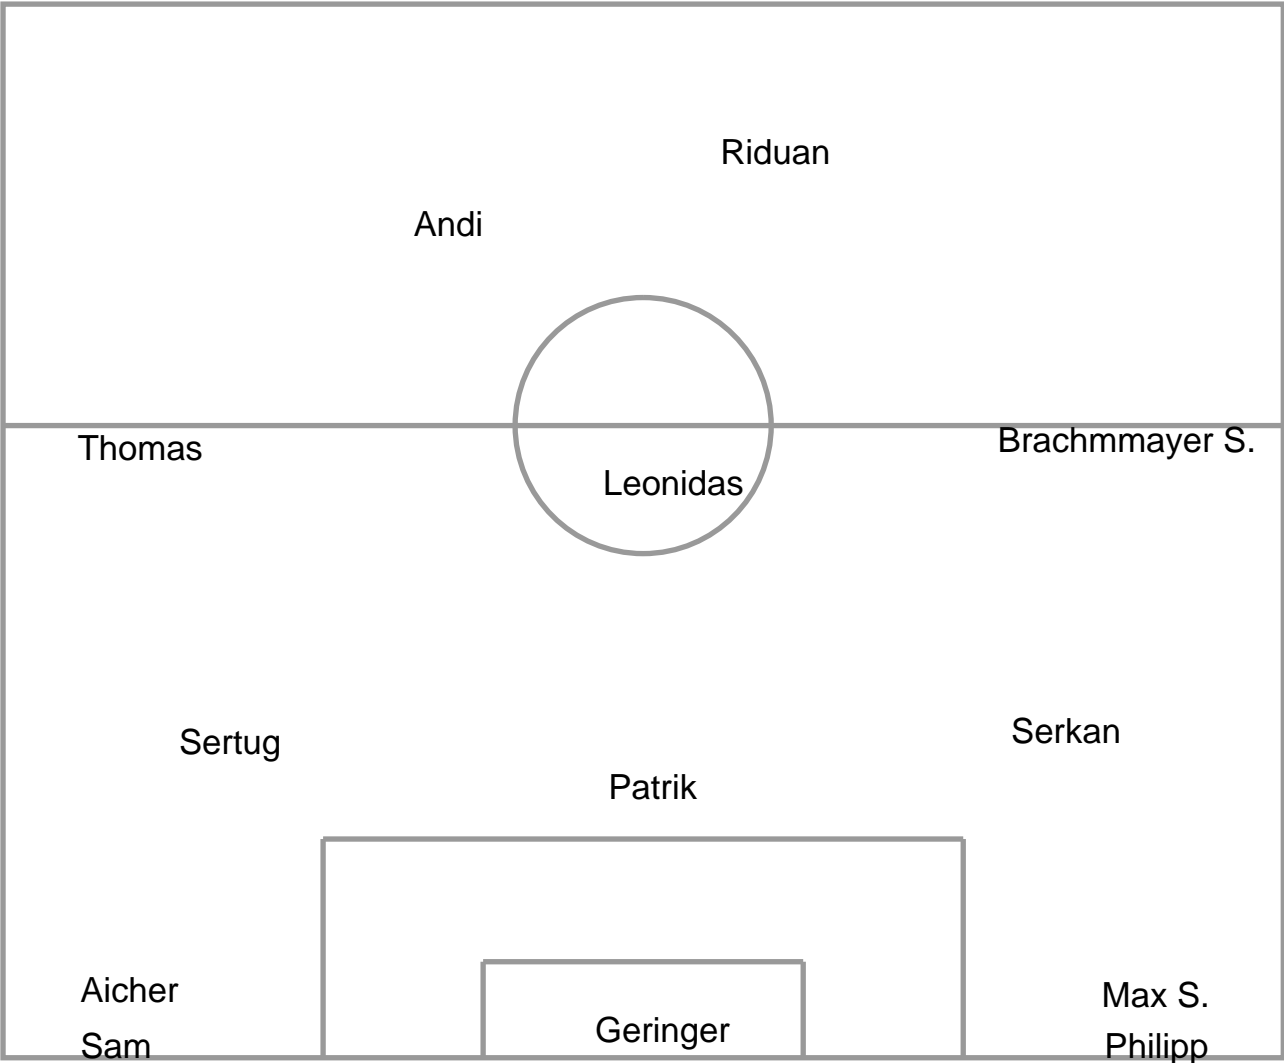 Riduan
Andi
Thomas
Brachmmayer S.
Leonidas
Sertug
Serkan
Patrik
Aicher
Max S.
Geringer
Sam
Philipp